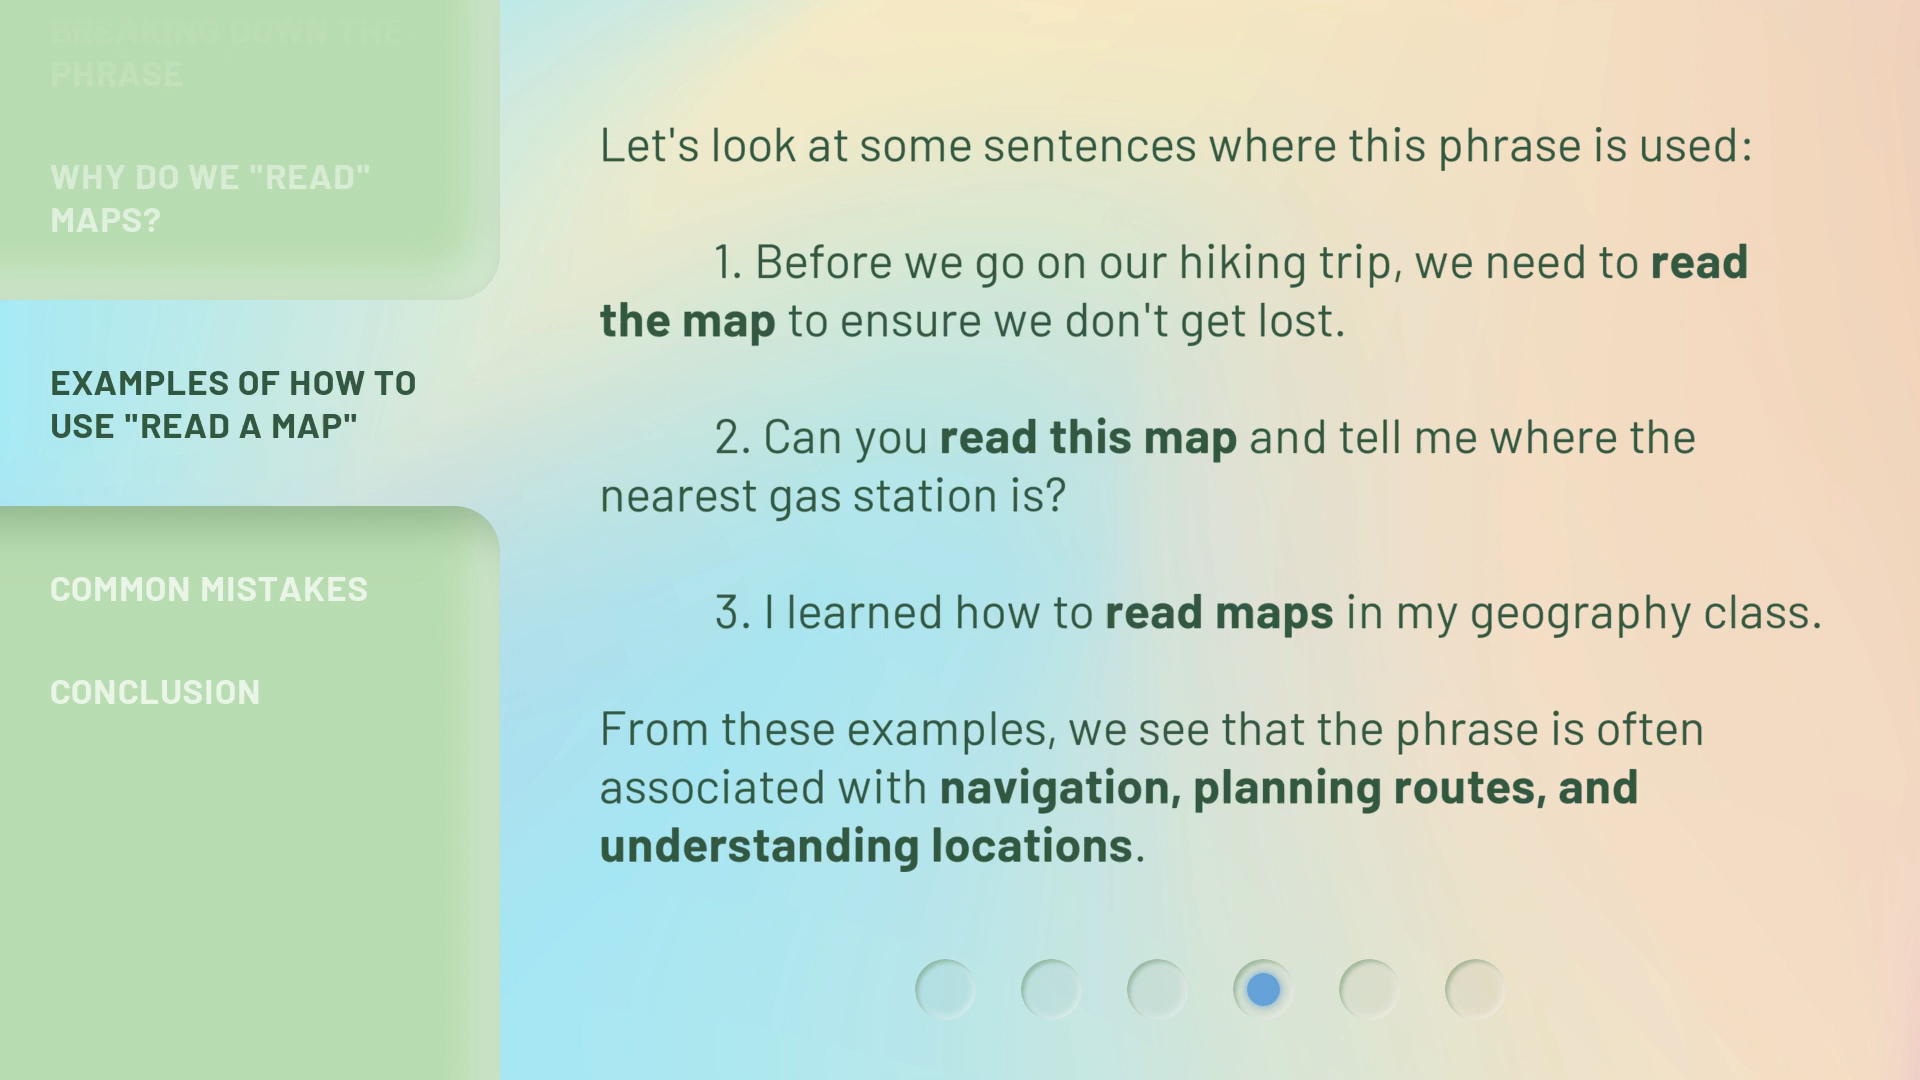 BREAKING DOWN THE
PHRASE
WHY DO WE "READ"
MAPS?
EXAMPLES OF HOW TO
USE "READ A MAP"
COMMON MISTAKES
CONCLUSION
Let's look at some sentences where this phrase is used:
1. Before we go on our hiking trip, we need to read
the map to ensure we don't get lost.
2. Can you read this map and tell me where the
nearest gas station is?
3. I learned how to read maps in my geography class.
From these examples, we see that the phrase is often
associated with navigation, planning routes, and
understanding locations.